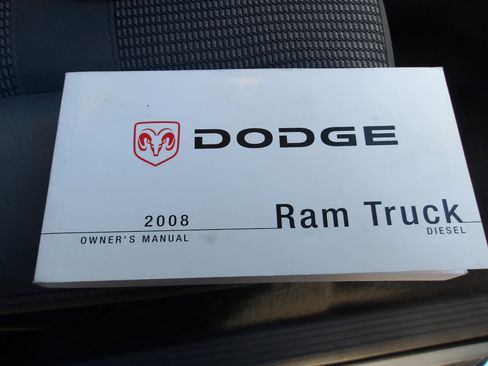 DODGE
2008
OWNER'S MANUAL
Ram Truck
DIESEL